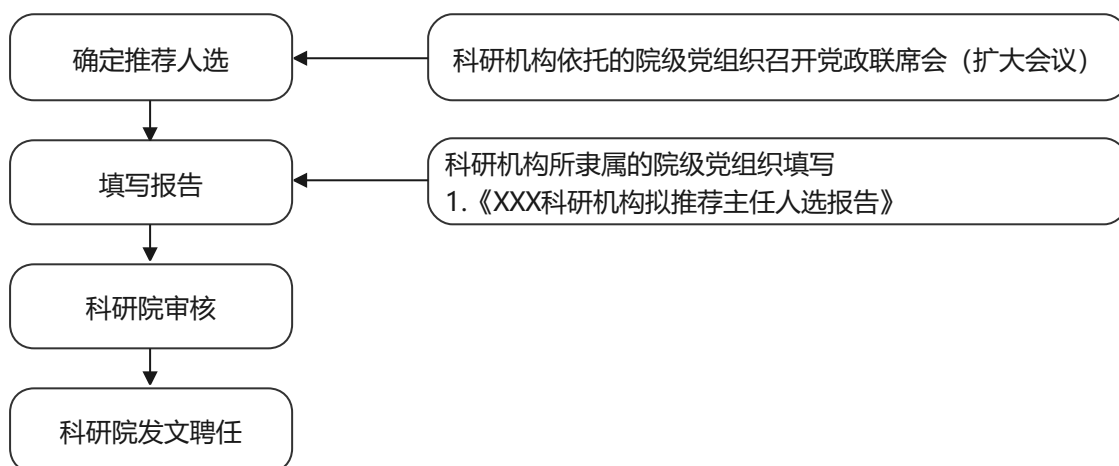 确定推荐人选
科研机构依托的院级党组织召开党政联席会（扩大会议）
填写报告
科研机构所隶属的院级党组织填写
1.《XXX科研机构拟推荐主任人选报告》
科研院审核
科研院发文聘任